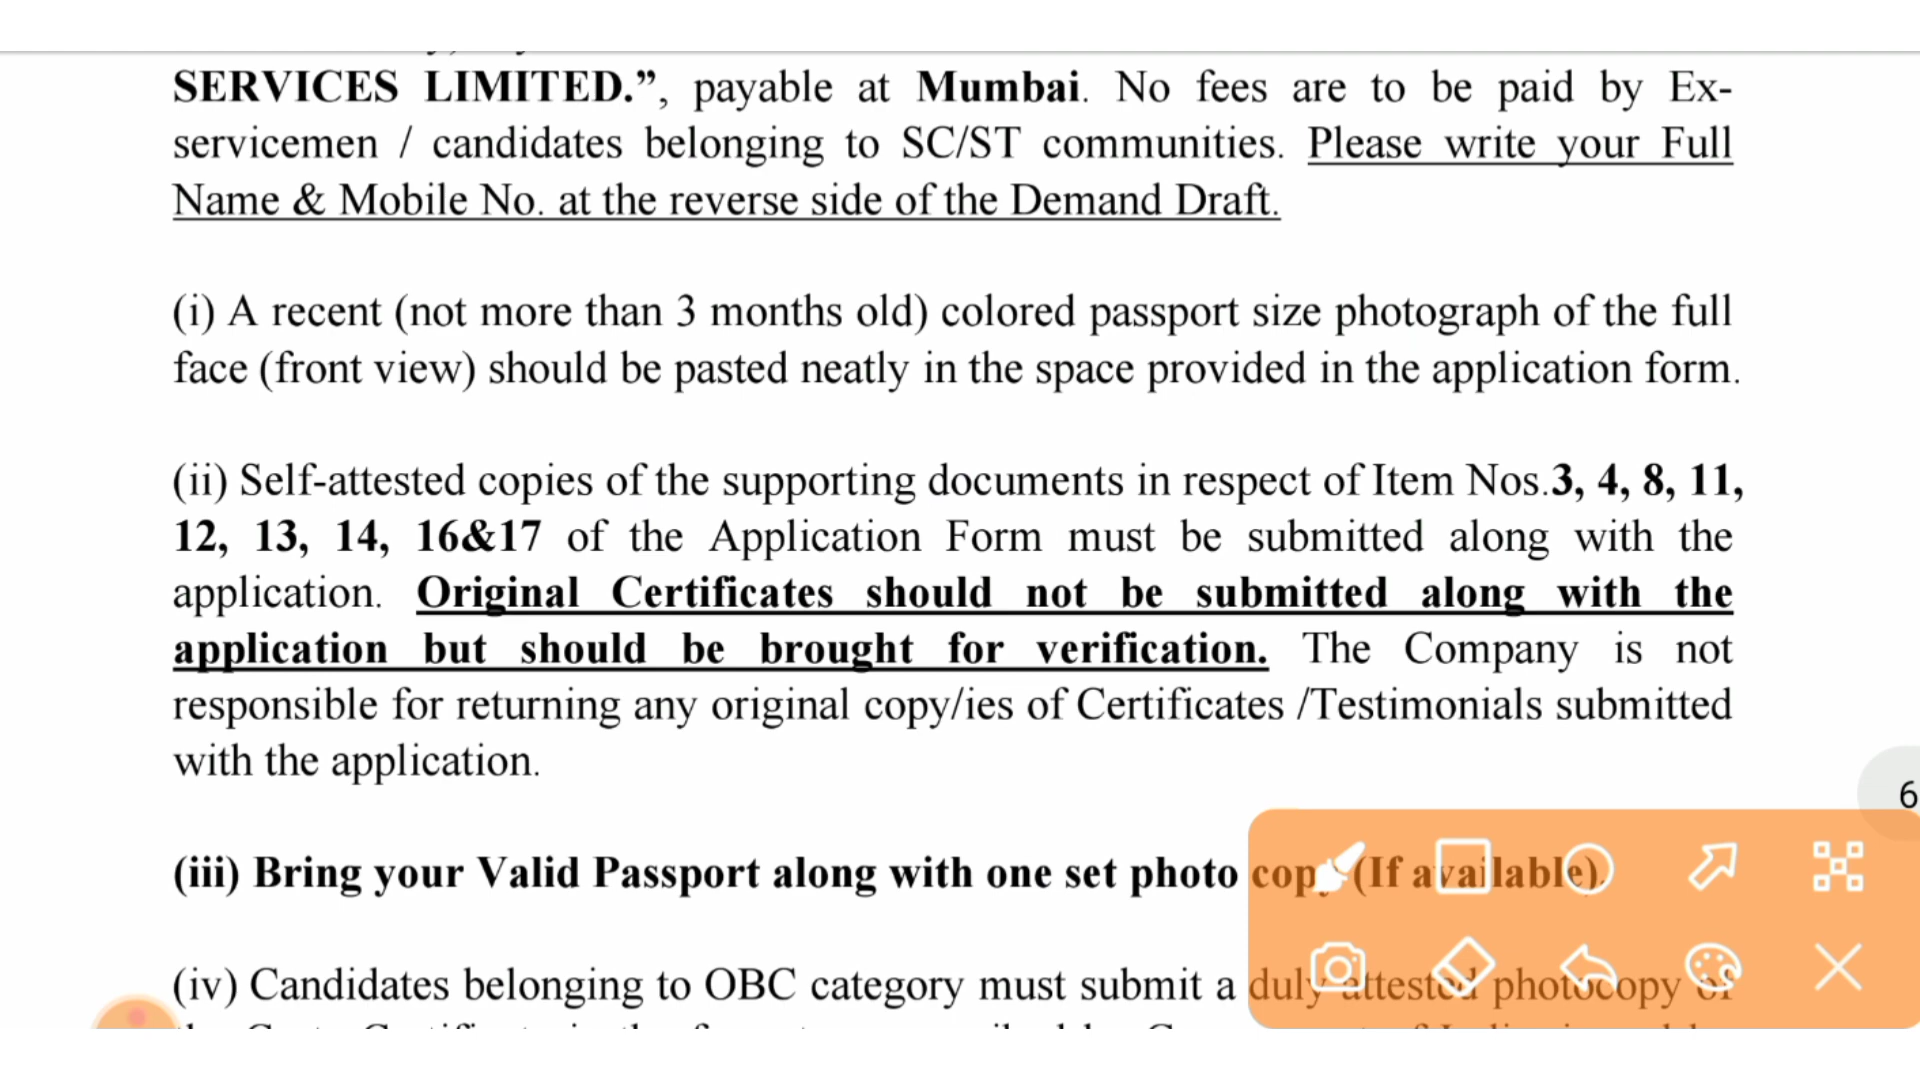 SERVICES LIMITED.”, payable at Mumbai. No fees are to be paid by Ex-
servicemen / candidates belonging to SC/ST communities. Please write your Full
Name & Mobile No. at the reverse side of the Demand Draft.
(i) A recent (not more than 3 months old) colored passport size photograph of the full
face (front view) should be pasted neatly in the space provided in the application form.
(ii) Self-attested copies of the supporting documents in respect of Item Nos.3, 4, 8, 11,
12, 13, 14, 16&17 of the Application Form must be submitted along with the
application. Original Certificates should not be submitted along with the
application but should be brought for verification. The Company is not
responsible for returning any original copy/ies of Certificates /Testimonials submitted
with the application.
6
(iii) Bring your Valid Passport along with one set photo copy (If available).
(iv) Candidates belonging to OBC category must submit a duly attested photocopy of